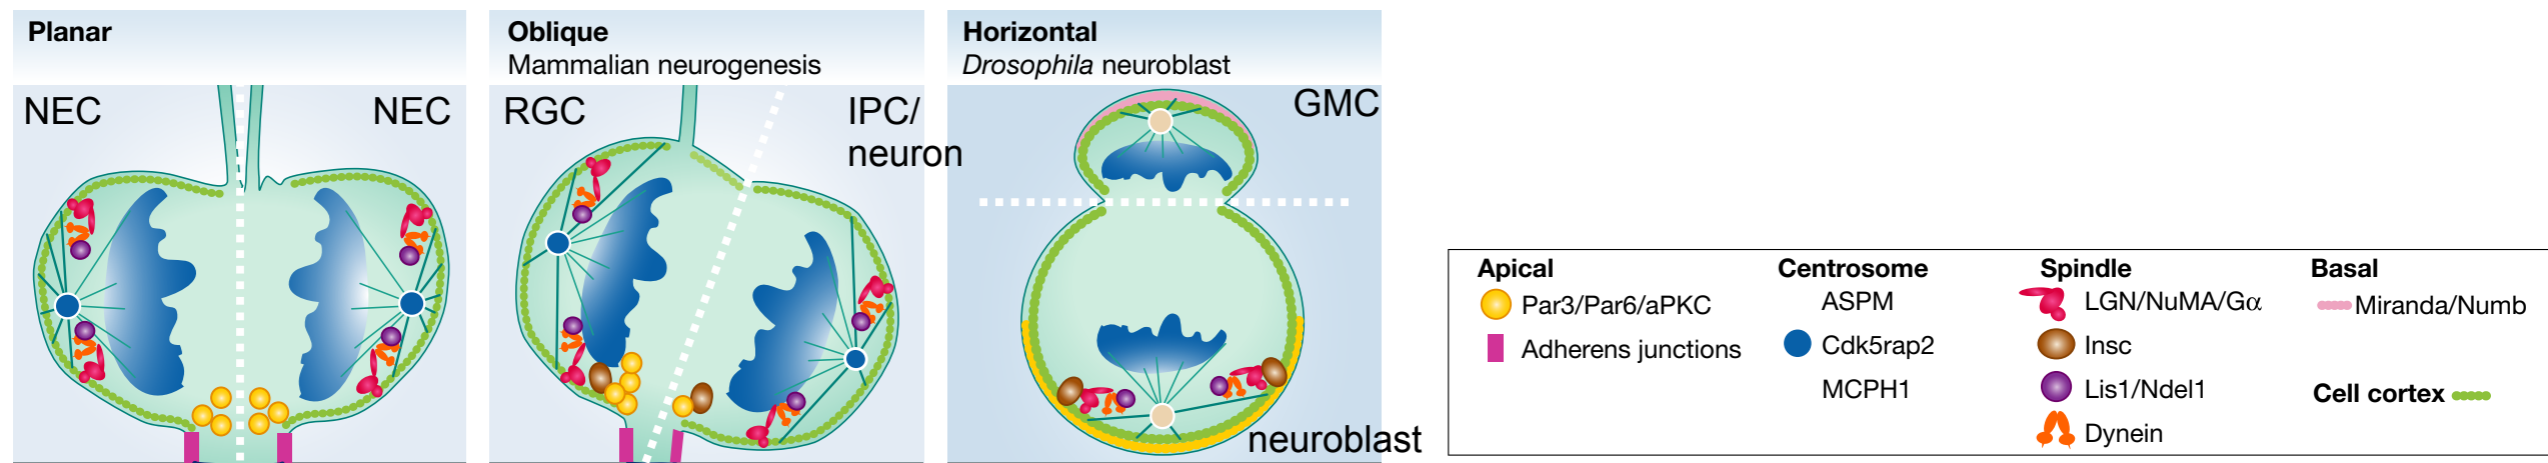 Planar
NEC
NEC
Oblique
Mammalian neurogenesis
RGC
IPC/
neuron
Horizontal
Drosophila neuroblast
GMC
neuroblast
Apical
Par3/Par6/aPKC
Adherens junctions
Centrosome
ASPM
Cdk5rap2
MCPH1
Spindle
LGN/NuMA/Gα
Insc
Lis1/Ndel1
Dynein
Basal
Miranda/Numb
Cell cortex